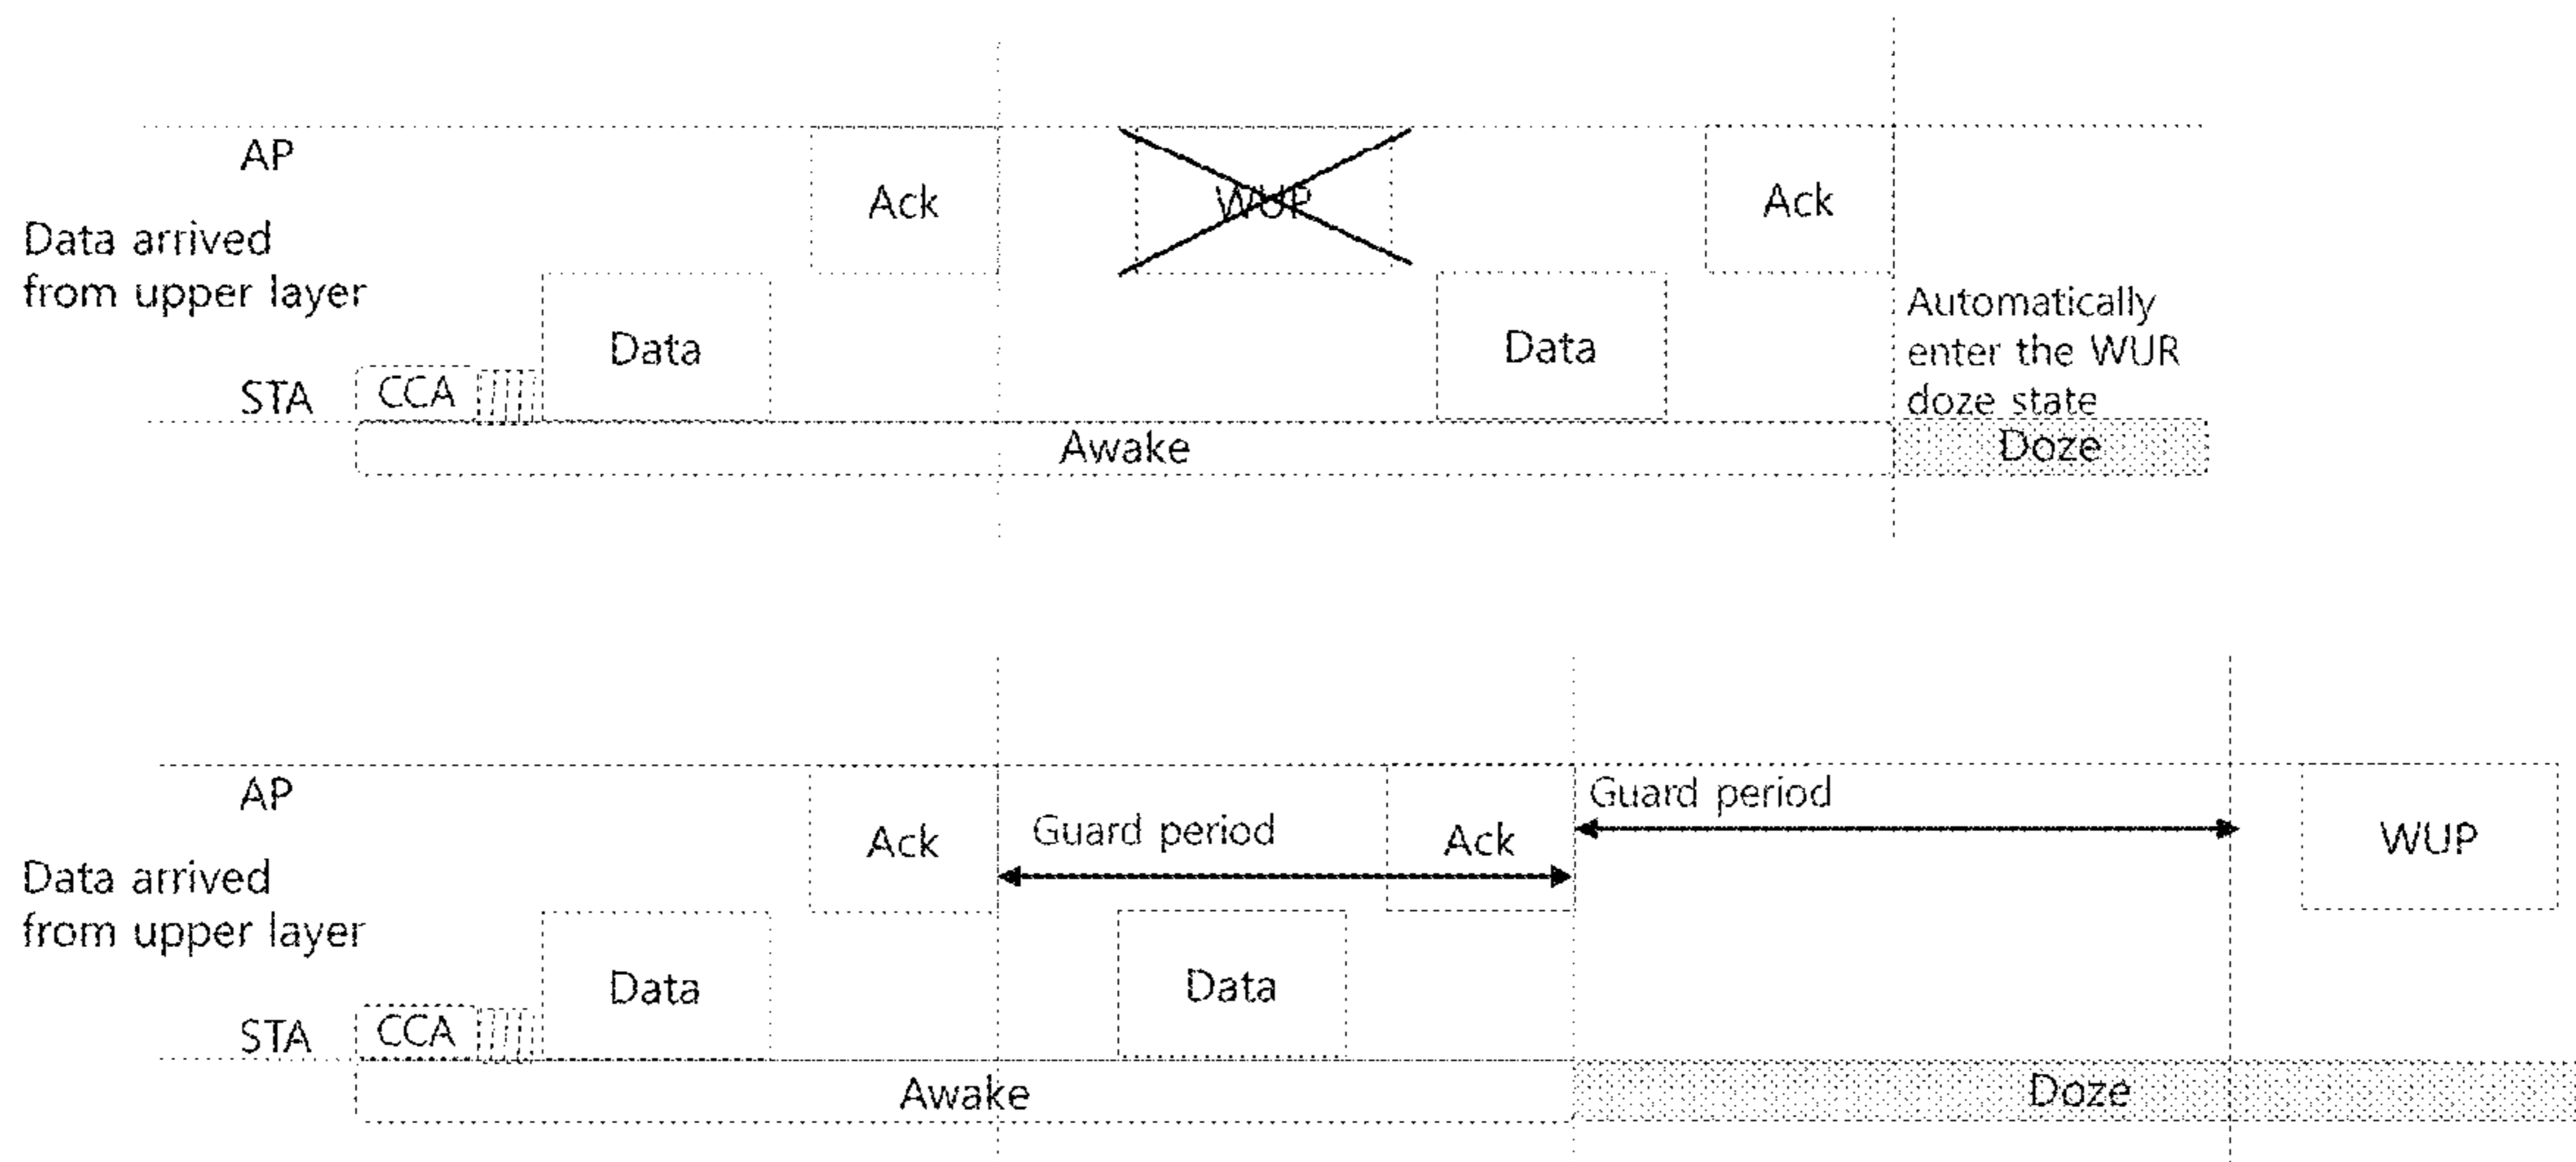 AP
Ack
WUP
Ack
Data arrived
from upper layer
Data
Data
Automatically
enter the WUR
doze state
STA
CCA
Awake
Doze
AP
Ack
Guard period
Ack
Guard period
WUP
Data arrived
from upper layer
Data
Data
STA
CCA
Awake
Doze